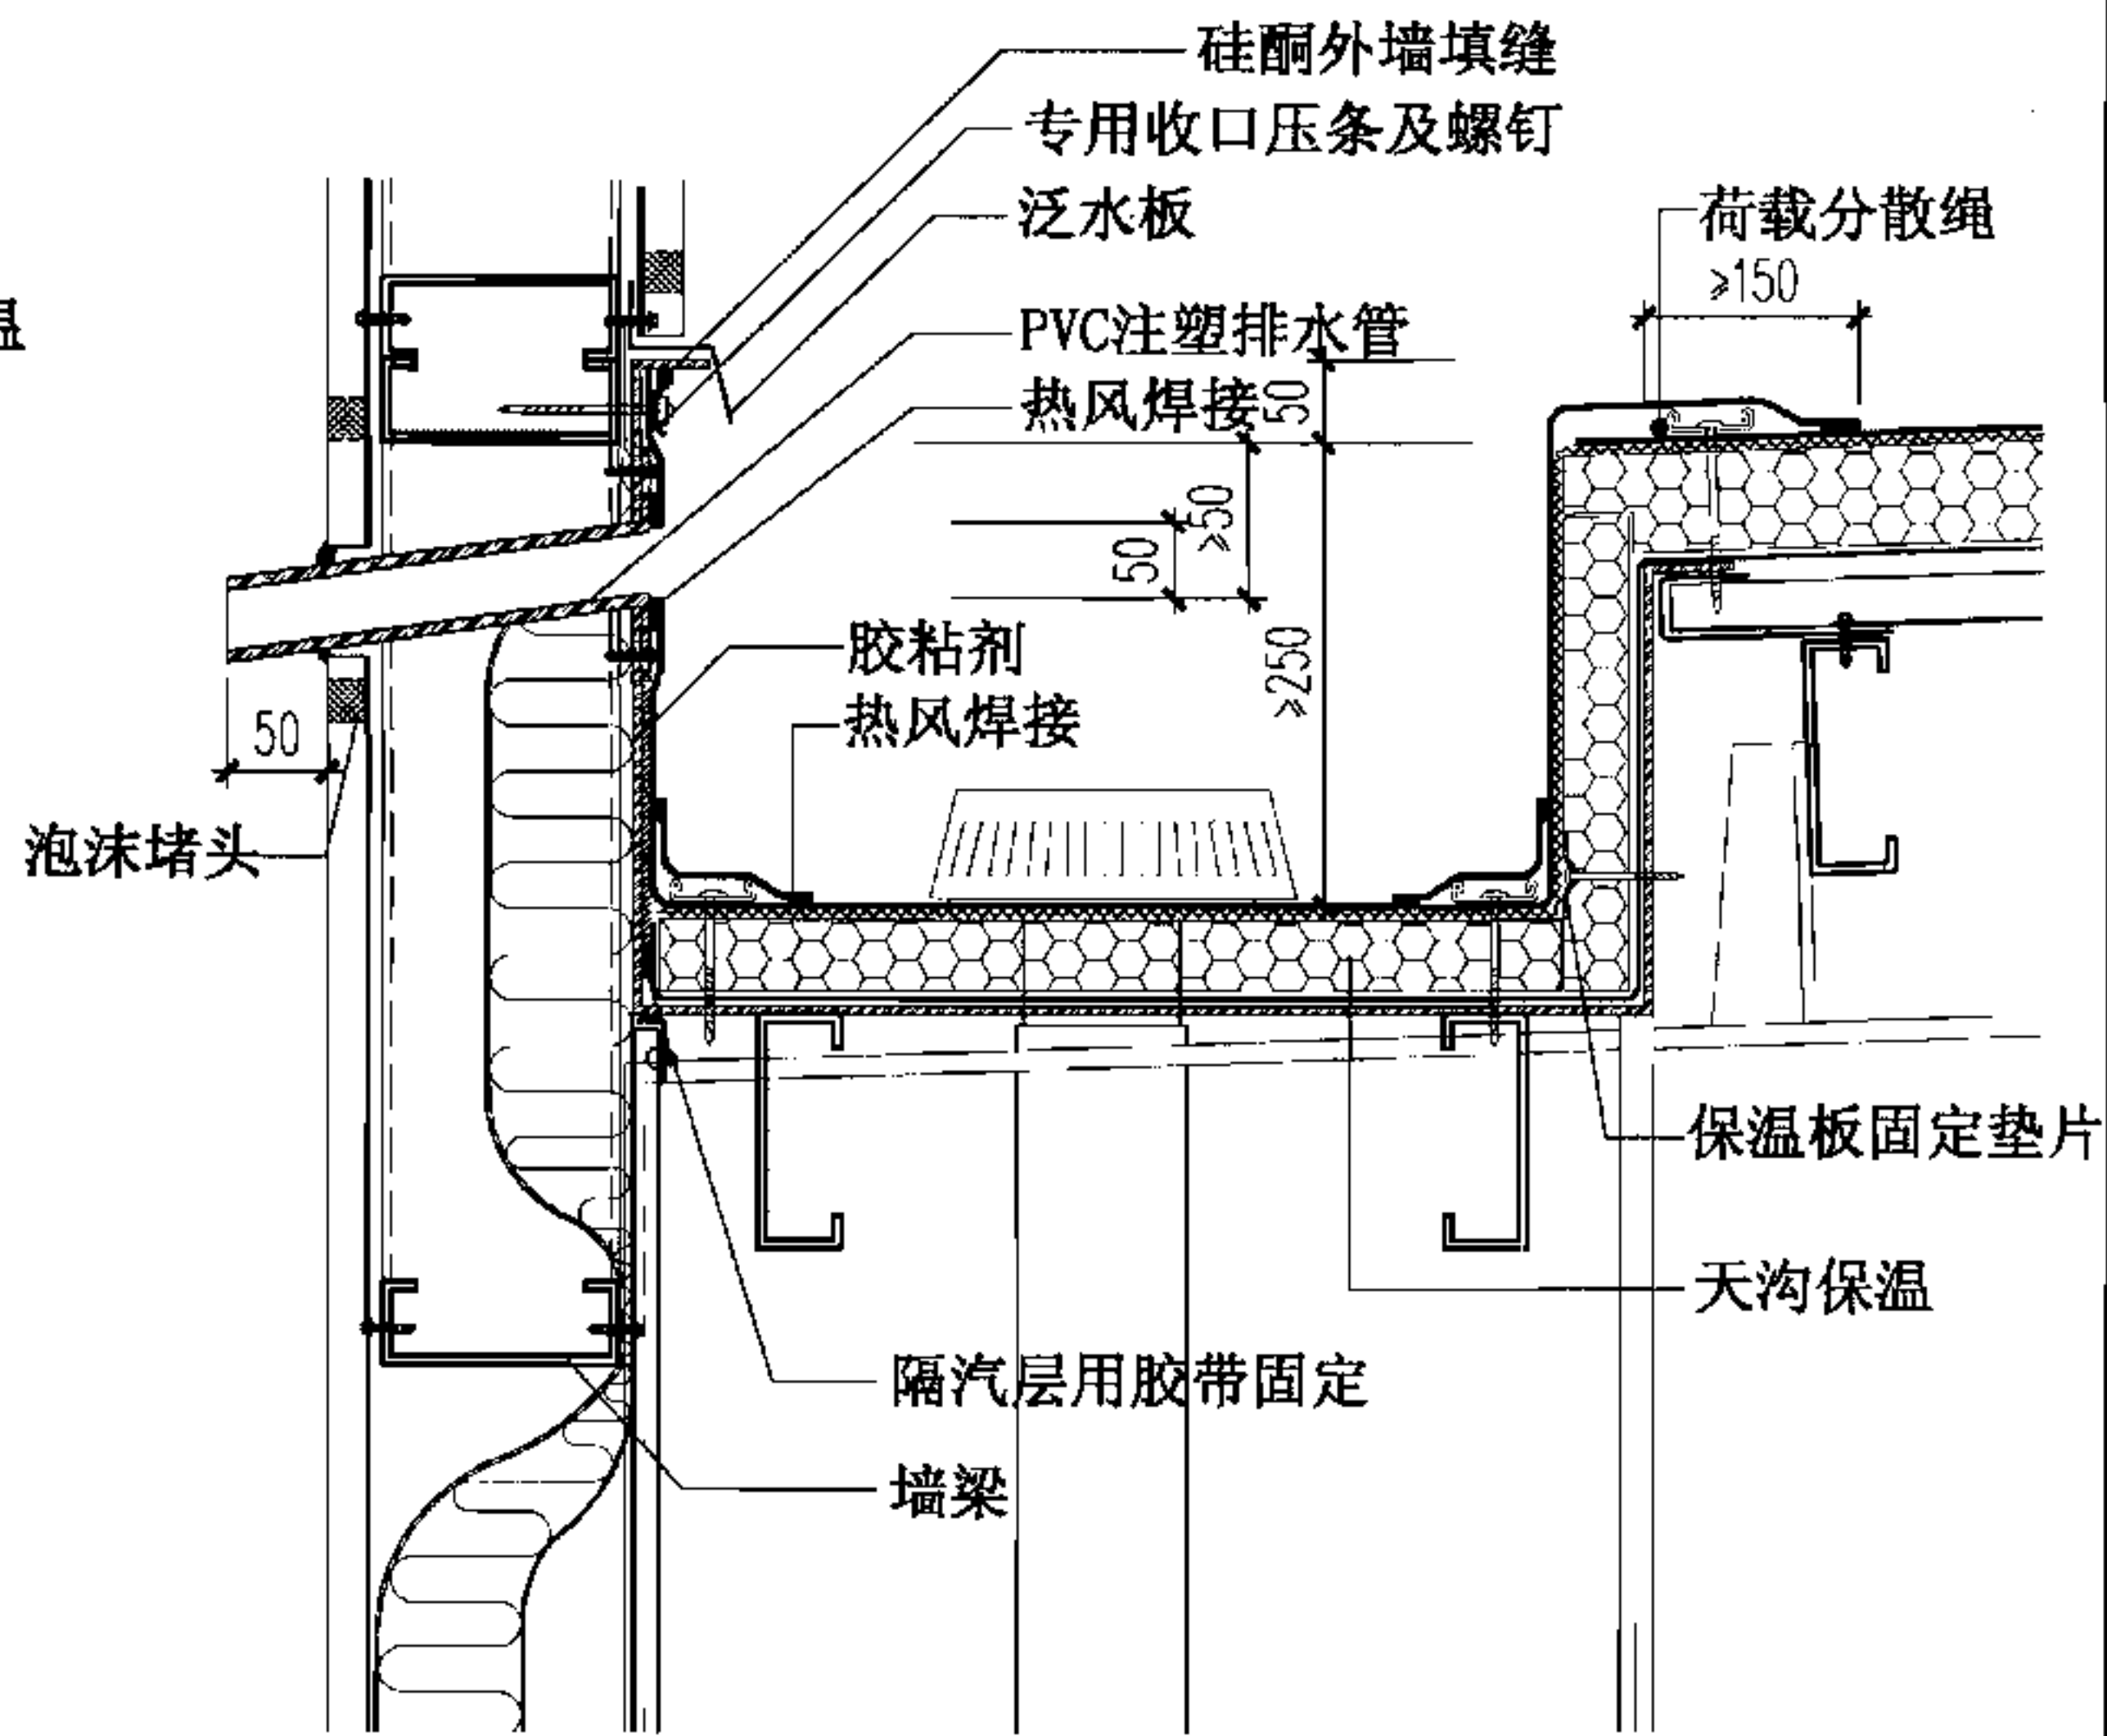 硅酮外墙填缝
专用收口压条及螺钉
泛水板
荷载分散绳
≥150
温
PVC注塑排水管
热风焊接
50
≥50
50
≥250
胶粘剂
热风焊接
50
泡沫堵头
保温板固定垫片
天沟保温
隔汽层用胶带固定
墙梁